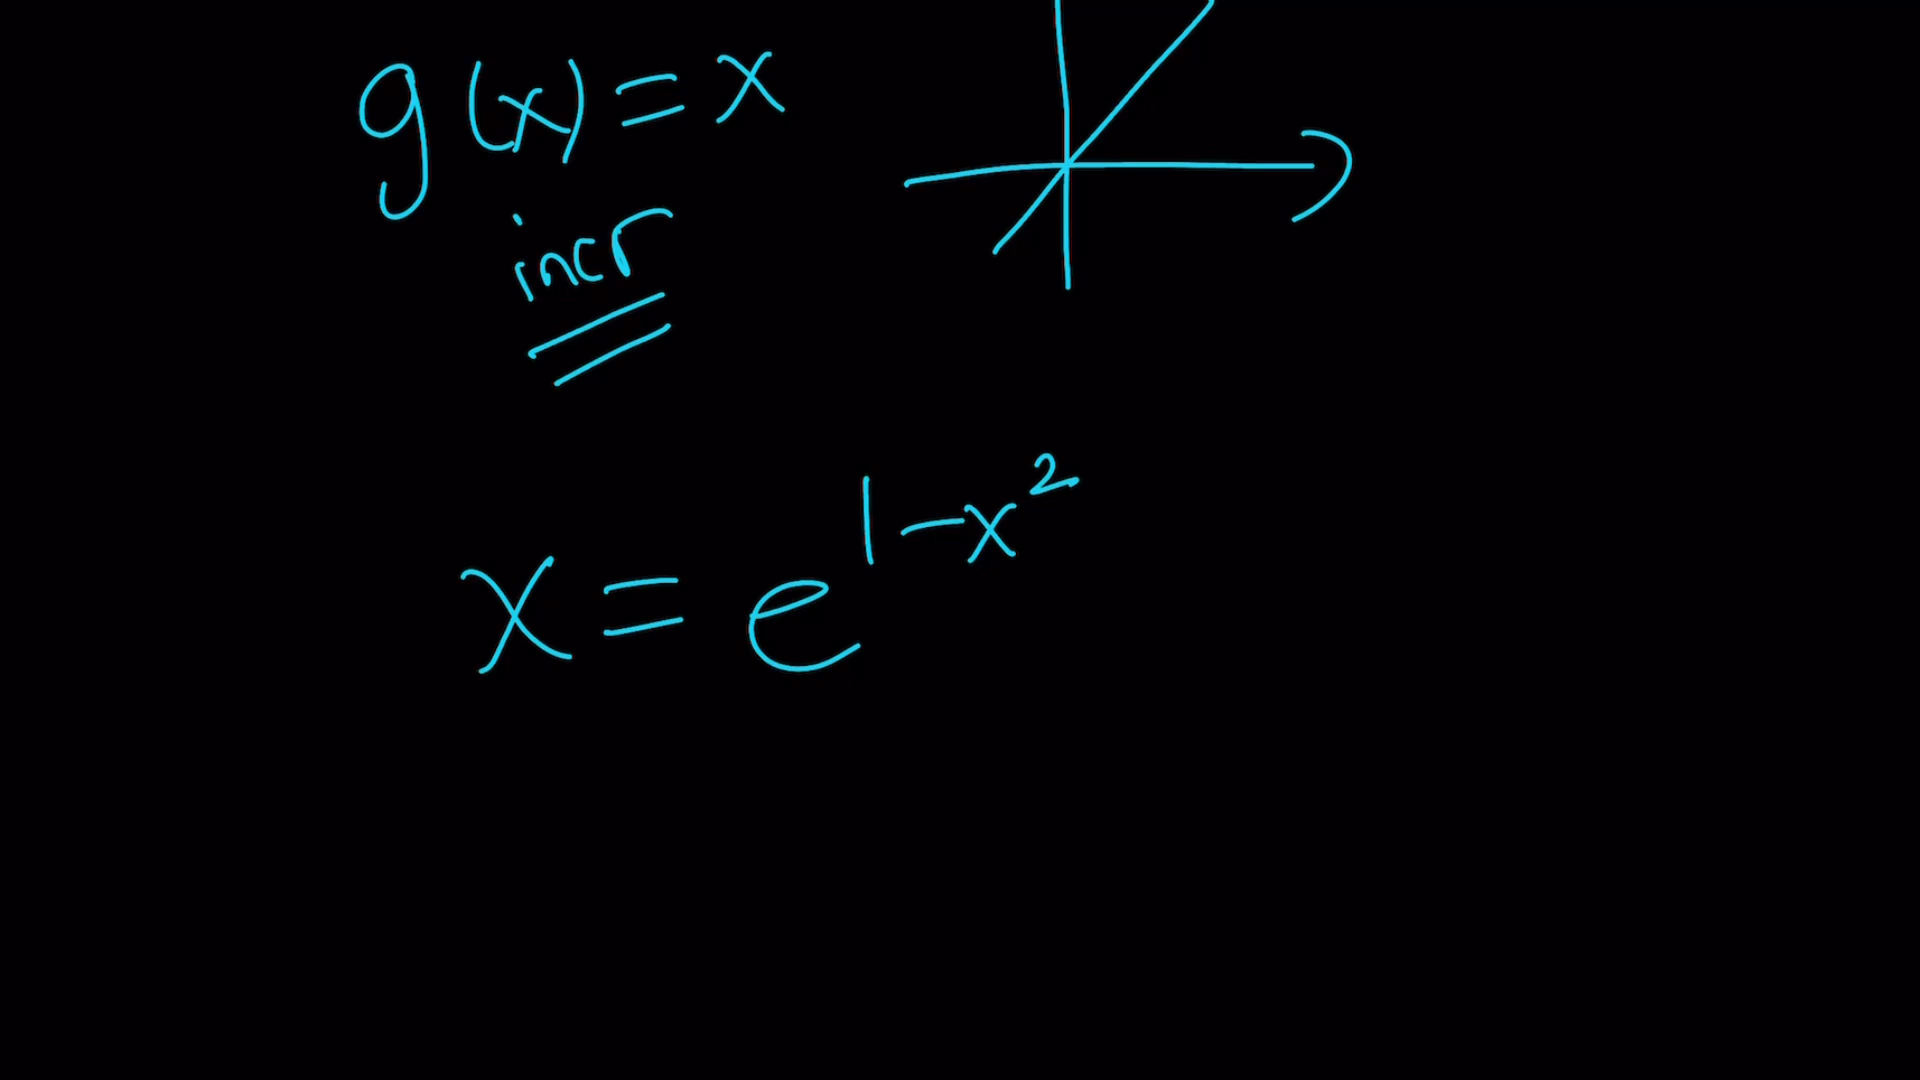 g(x)=x
incr
x=e^{1-x^2}